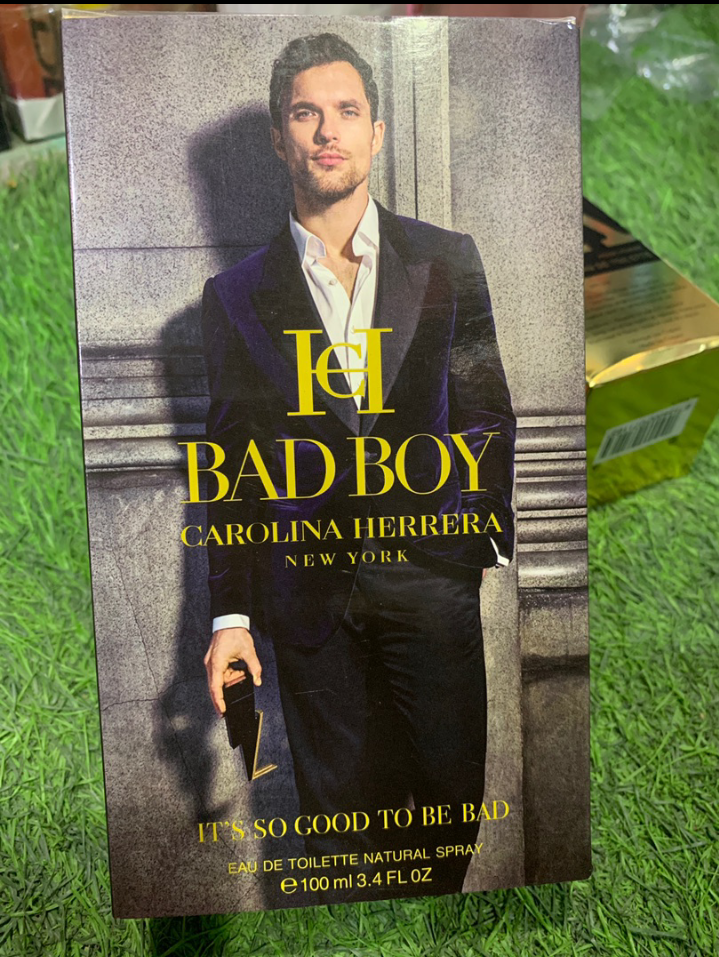 CH
BAD BOY
CAROLINA HERRERA
NEW YORK
IT'S SO GOOD TO BE BAD
EAU DE TOILETTE NATURAL SPRAY
℮ 100 ml 3.4 FL 0Z